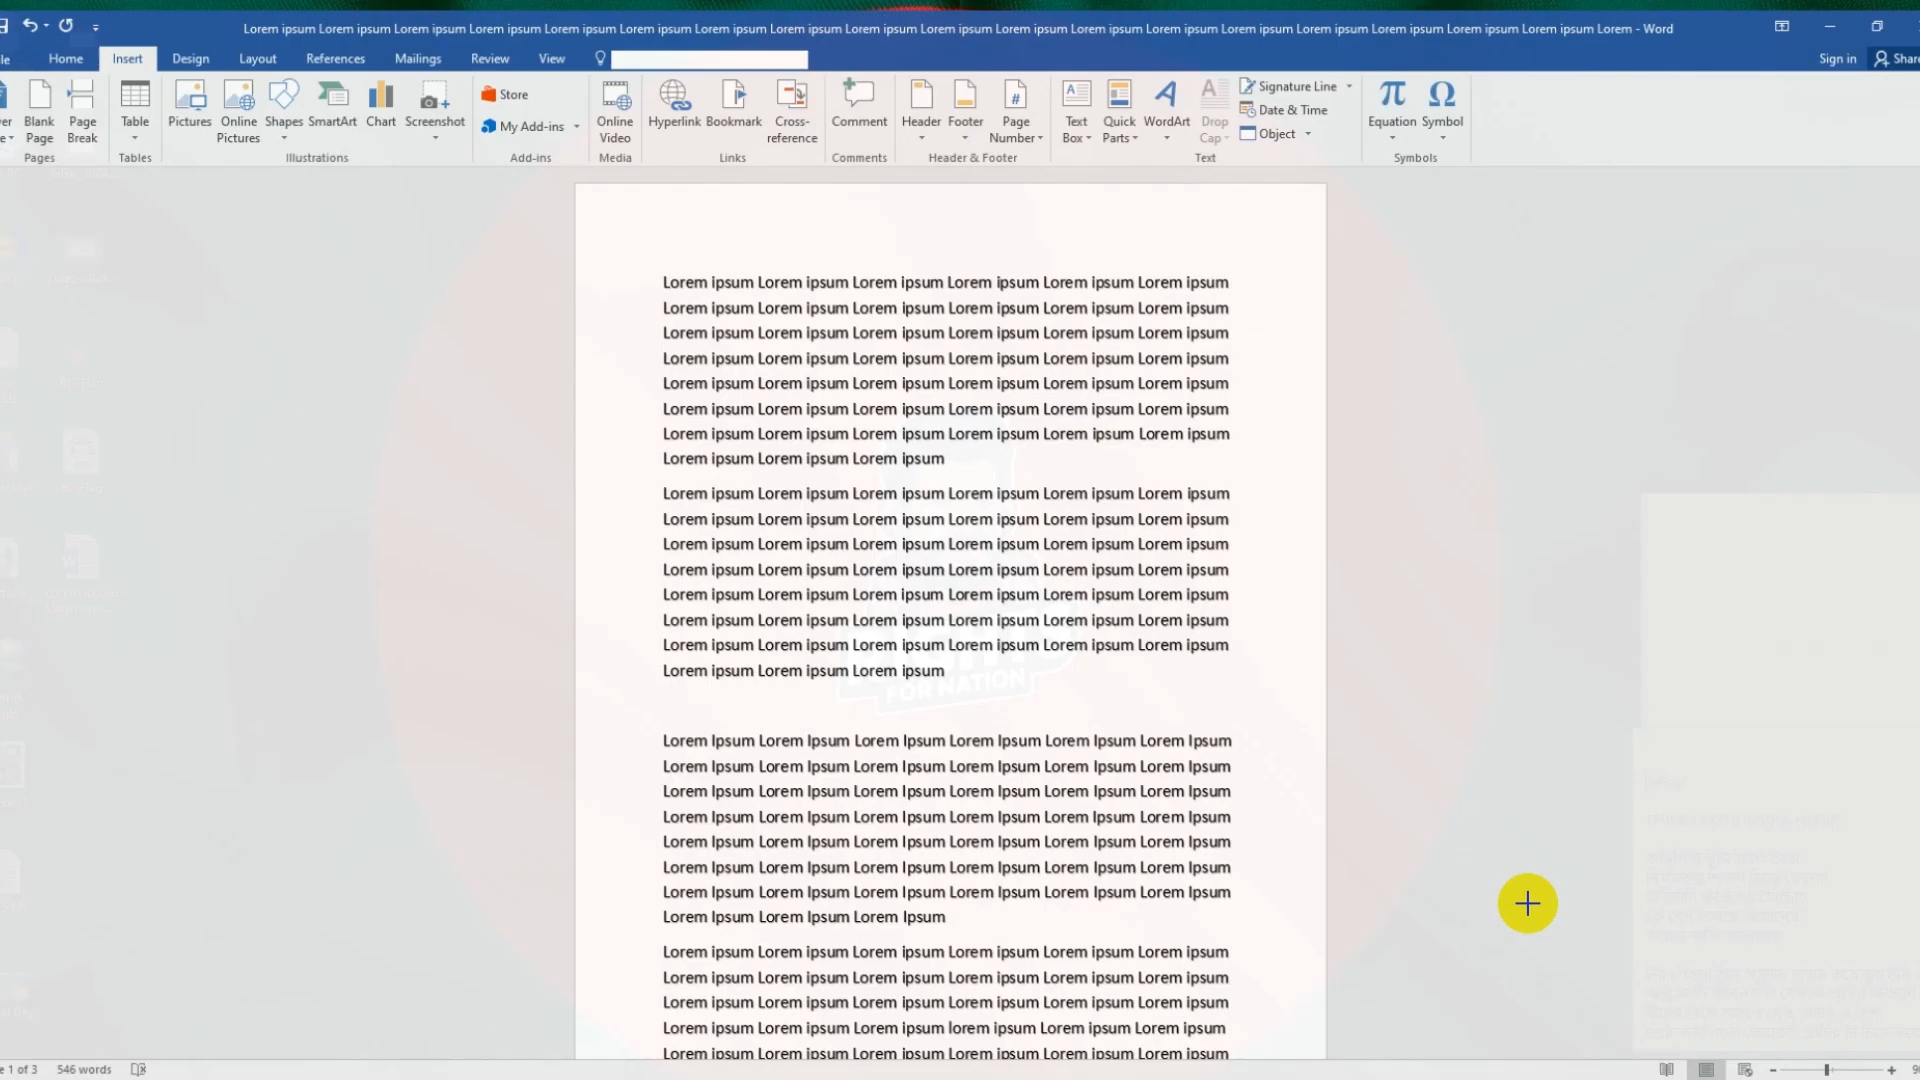 Lorem ipsum Lorem ipsum Lorem ipsum Lorem ipsum Lorem ipsum Lorem ipsum Lorem ipsum Lorem ipsum Lorem ipsum Lorem ipsum Lorem ipsum Lorem ipsum Lorem ipsum Lorem ipsum Lorem ipsum Lorem ipsum Lorem ipsum Lorem ipsum Lorem - Word
Home Insert Design Layout References Mailings Review View Sign in Share
Blank Page
Page Break
Table
Pictures
Online Pictures
Shapes
SmartArt
Chart
Screenshot
Store
My Add-ins
Online Video
Hyperlink
Bookmark
Cross-reference
Comment
Header
Footer
Page Number
Text Box
Quick Parts
WordArt
Drop Cap
Signature Line
Date & Time
Object
Equation
Symbol
Pages Tables Illustrations Add-ins Media Links Comments Header & Footer Text Symbols
Lorem ipsum Lorem ipsum Lorem ipsum Lorem ipsum Lorem ipsum Lorem ipsum
Lorem ipsum Lorem ipsum Lorem ipsum Lorem ipsum Lorem ipsum Lorem ipsum
Lorem ipsum Lorem ipsum Lorem ipsum Lorem ipsum Lorem ipsum Lorem ipsum
Lorem ipsum Lorem ipsum Lorem ipsum Lorem ipsum Lorem ipsum Lorem ipsum
Lorem ipsum Lorem ipsum Lorem ipsum Lorem ipsum Lorem ipsum Lorem ipsum
Lorem ipsum Lorem ipsum Lorem ipsum Lorem ipsum Lorem ipsum Lorem ipsum
Lorem ipsum Lorem ipsum Lorem ipsum Lorem ipsum Lorem ipsum Lorem ipsum
Lorem ipsum Lorem ipsum Lorem ipsum
Lorem ipsum Lorem ipsum Lorem ipsum Lorem ipsum Lorem ipsum Lorem ipsum
Lorem ipsum Lorem ipsum Lorem ipsum Lorem ipsum Lorem ipsum Lorem ipsum
Lorem ipsum Lorem ipsum Lorem ipsum Lorem ipsum Lorem ipsum Lorem ipsum
Lorem ipsum Lorem ipsum Lorem ipsum Lorem ipsum Lorem ipsum Lorem ipsum
Lorem ipsum Lorem ipsum Lorem ipsum Lorem ipsum Lorem ipsum Lorem ipsum
Lorem ipsum Lorem ipsum Lorem ipsum Lorem ipsum Lorem ipsum Lorem ipsum
Lorem ipsum Lorem ipsum Lorem ipsum Lorem ipsum Lorem ipsum Lorem ipsum
Lorem ipsum Lorem ipsum Lorem ipsum
FOR NATION
Lorem Ipsum Lorem Ipsum Lorem Ipsum Lorem Ipsum Lorem Ipsum Lorem Ipsum
Lorem Ipsum Lorem Ipsum Lorem Ipsum Lorem Ipsum Lorem Ipsum Lorem Ipsum
Lorem Ipsum Lorem Ipsum Lorem Ipsum Lorem Ipsum Lorem Ipsum Lorem Ipsum
Lorem Ipsum Lorem Ipsum Lorem Ipsum Lorem Ipsum Lorem Ipsum Lorem Ipsum
Lorem Ipsum Lorem Ipsum Lorem Ipsum Lorem Ipsum Lorem Ipsum Lorem Ipsum
Lorem Ipsum Lorem Ipsum Lorem Ipsum Lorem Ipsum Lorem Ipsum Lorem Ipsum
Lorem Ipsum Lorem Ipsum Lorem Ipsum Lorem Ipsum Lorem Ipsum Lorem Ipsum
Lorem Ipsum Lorem Ipsum Lorem Ipsum
Lorem ipsum Lorem ipsum Lorem ipsum Lorem ipsum Lorem ipsum Lorem ipsum
Lorem ipsum Lorem ipsum Lorem ipsum Lorem ipsum Lorem ipsum Lorem ipsum
Lorem ipsum Lorem ipsum Lorem ipsum Lorem ipsum Lorem ipsum Lorem ipsum
Lorem ipsum Lorem ipsum Lorem ipsum lorem ipsum Lorem ipsum Lorem ipsum
Lorem ipsum Lorem ipsum Lorem ipsum Lorem ipsum Lorem ipsum Lorem ipsum
1 of 3 546 words